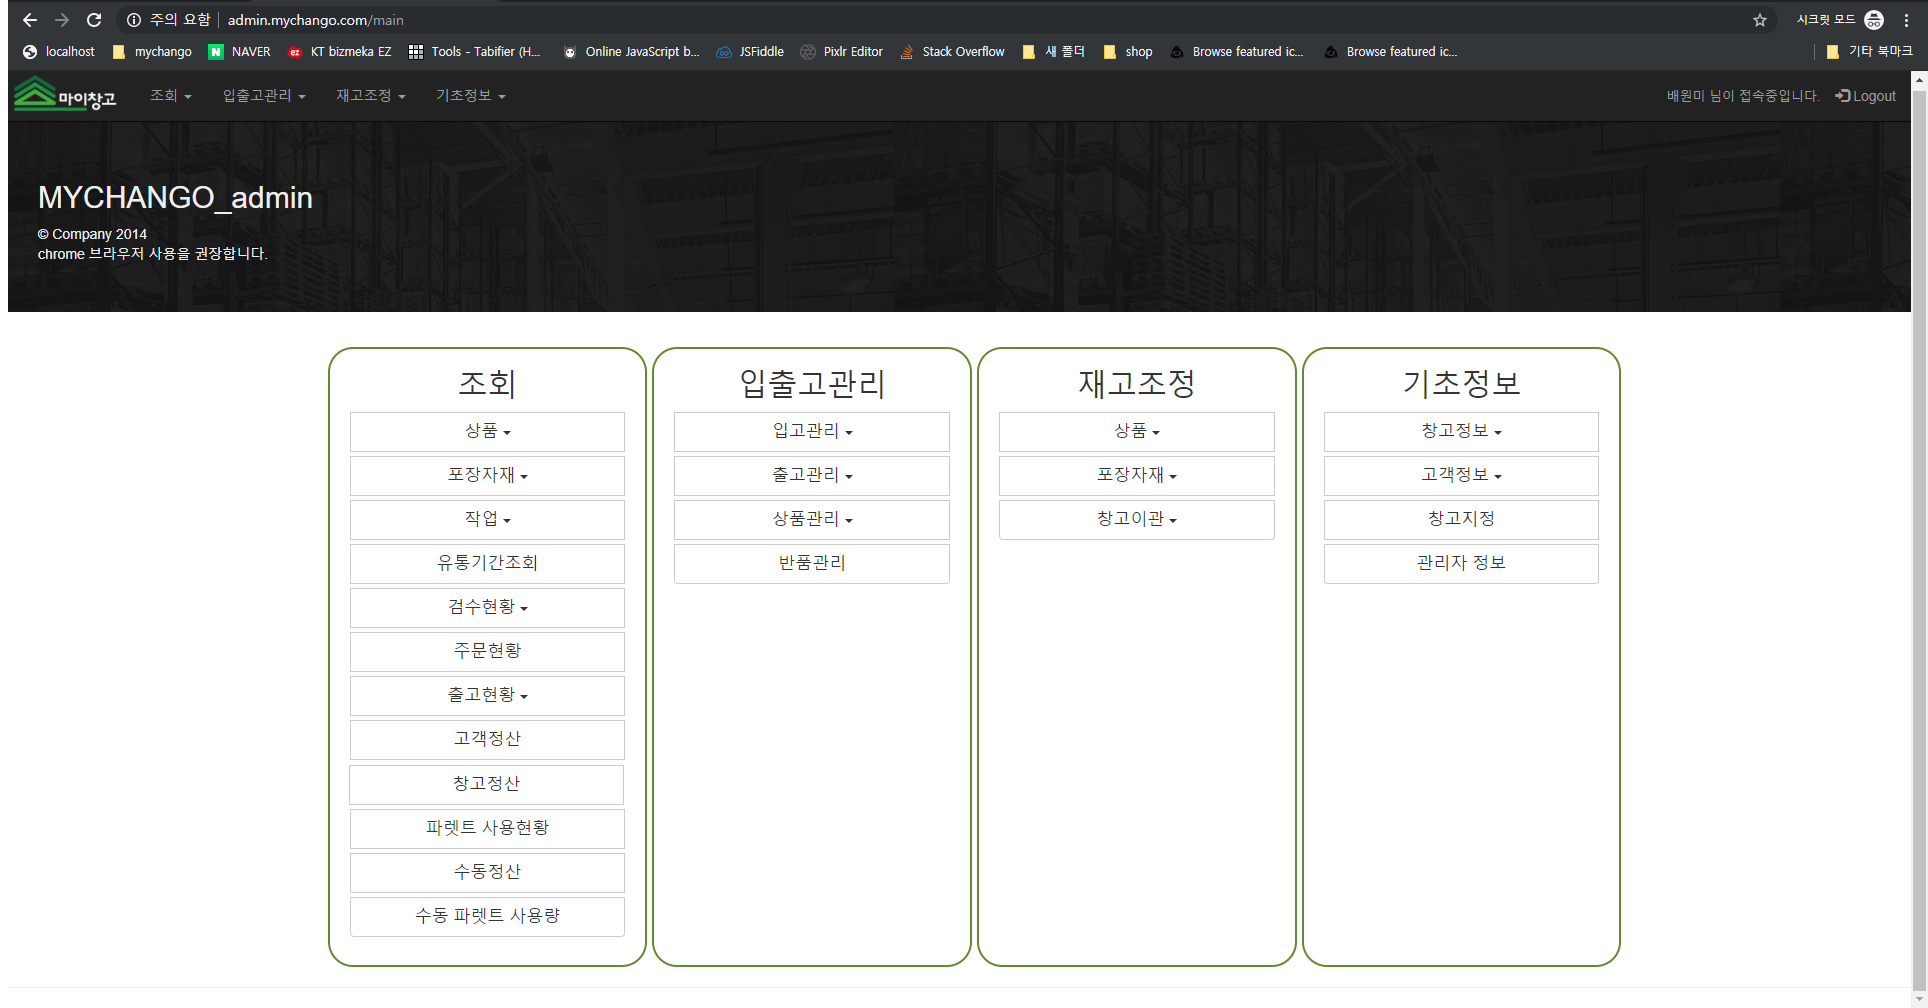 주의 요함 admin.mychango.com/main 시크릿 모드
localhost mychango NAVER KT bizmeka EZ Tools - Tabifier (H... Online JavaScript b... JSFiddle Pixlr Editor Stack Overflow 새 폴더 shop Browse featured ic... Browse featured ic... 기타 북마크
마이창고 조회 입출고관리 재고조정 기초정보 배원미 님이 접속중입니다. Logout
MYCHANGO_admin
© Company 2014
chrome 브라우저 사용을 권장합니다.
조회
상품
포장자재
작업
유통기간조회
검수현황
주문현황
출고현황
고객정산
창고정산
파렛트 사용현황
수동정산
수동 파렛트 사용량
입출고관리
입고관리
출고관리
상품관리
반품관리
재고조정
상품
포장자재
창고이관
기초정보
창고정보
고객정보
창고지정
관리자 정보